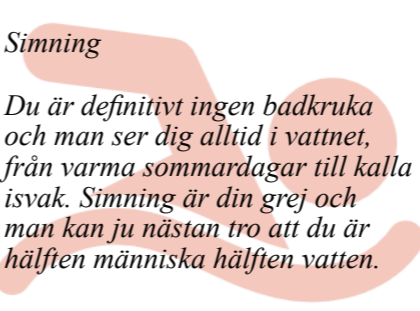 Simning
Du är definitivt ingen badkruka
och man ser dig alltid i vattnet,
från varma sommardagar till kalla
isvak. Simning är din grej och
man kan ju nästan tro att du är
hälften människa hälften vatten.